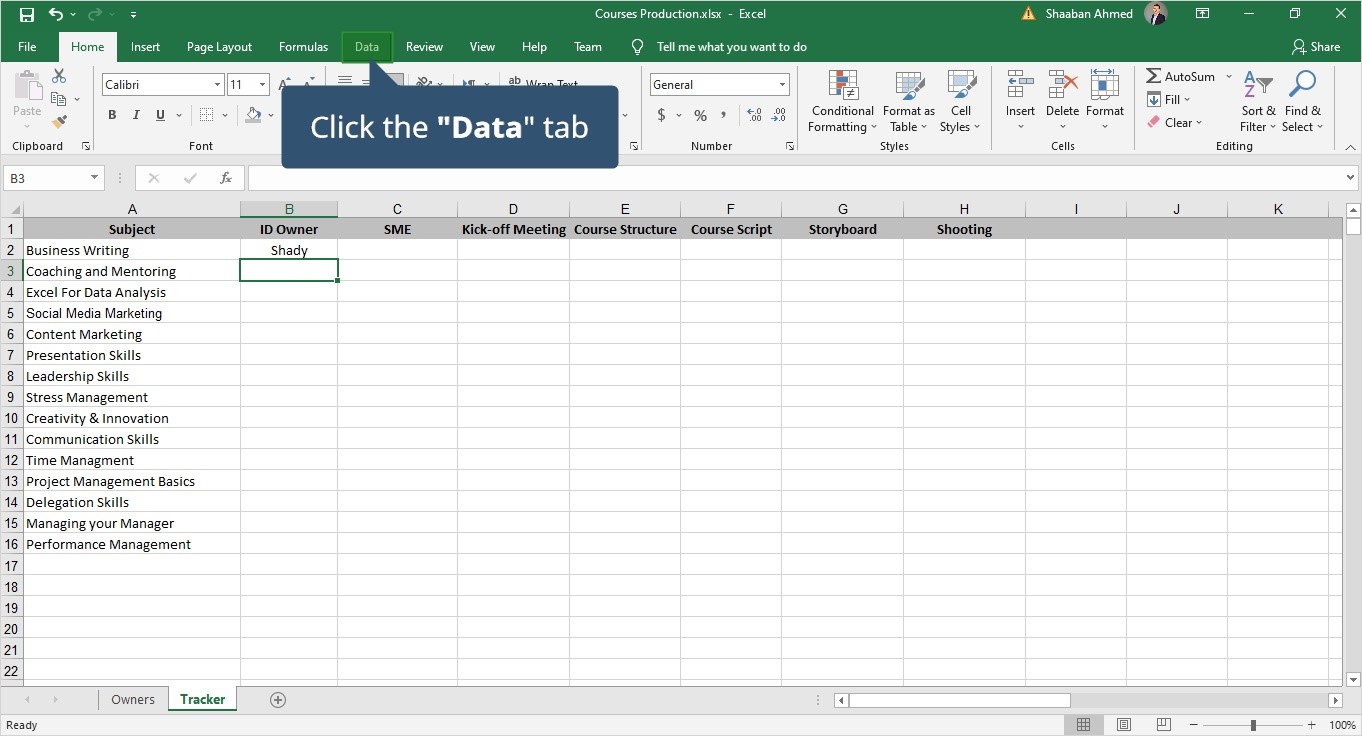 Courses Production.xlsx - Excel
Shaaban Ahmed
File Home Insert Page Layout Formulas Data Review View Help Team Tell me what you want to do Share
Calibri 11 ab Wrap Text General AutoSum
Paste Conditional Formatting Format as Table Cell Styles Insert Delete Format Fill Sort & Filter Find & Select
B I U $ % , Clear
Click the "Data" tab
Clipboard Font Number Styles Cells Editing
B3 fx
A B C D E F G H I J K
1 Subject ID Owner SME Kick-off Meeting Course Structure Course Script Storyboard Shooting
2 Business Writing Shady
3 Coaching and Mentoring
4 Excel For Data Analysis
5 Social Media Marketing
6 Content Marketing
7 Presentation Skills
8 Leadership Skills
9 Stress Management
10 Creativity & Innovation
11 Communication Skills
12 Time Managment
13 Project Management Basics
14 Delegation Skills
15 Managing your Manager
16 Performance Management
17
18
19
20
21
22
Owners Tracker
Ready 100%